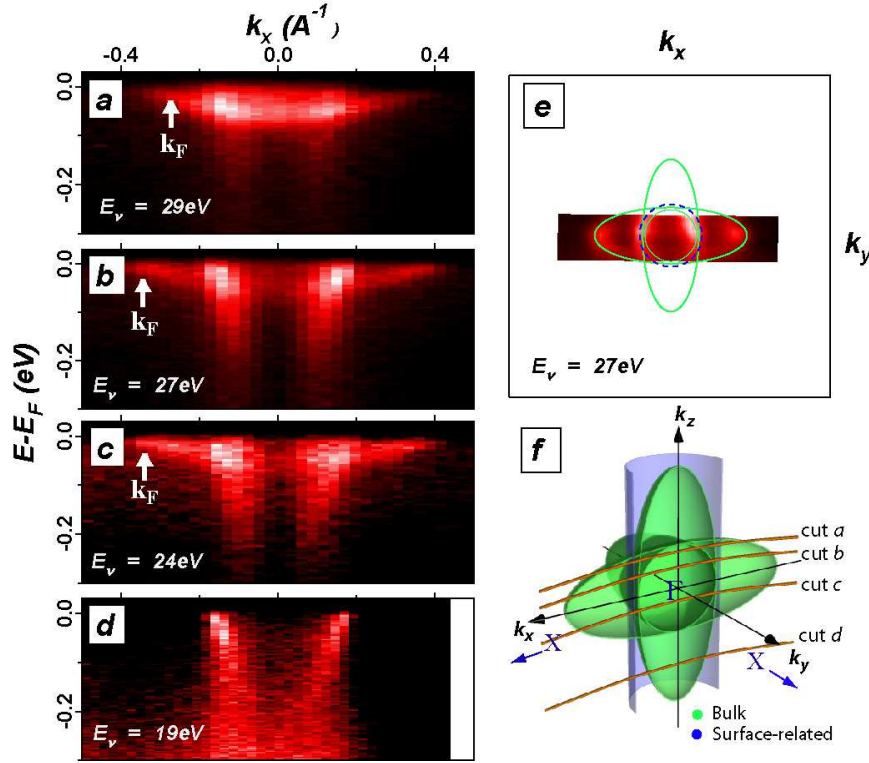 k_x (A^-1)
-0.4 0.0 0.4
a
k_F
E_ν = 29eV
0.0
-0.2
b
k_F
E_ν = 27eV
0.0
-0.2
c
k_F
E_ν = 24eV
0.0
-0.2
d
E_ν = 19eV
0.0
-0.2
E-E_F (eV)
k_x
e
k_y
E_ν = 27eV
f
k_z
cut a
cut b
cut c
cut d
Γ
k_x
X
k_y
X
Bulk
Surface-related